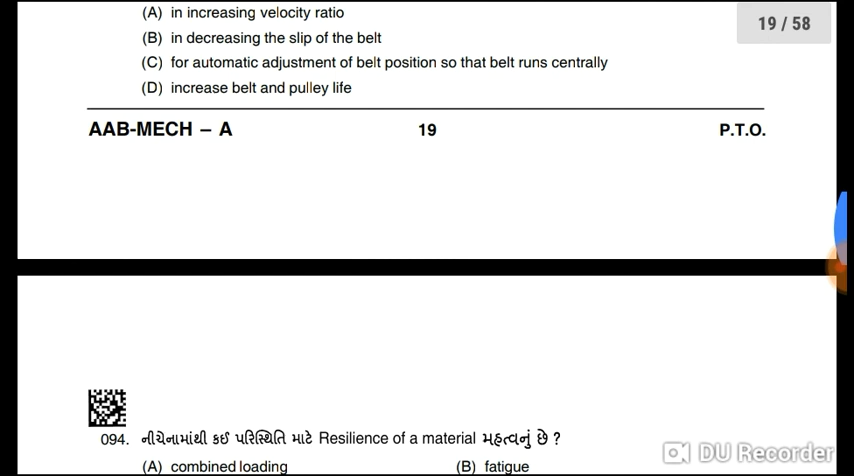 (A) in increasing velocity ratio
19 / 58
(B) in decreasing the slip of the belt
(C) for automatic adjustment of belt position so that belt runs centrally
(D) increase belt and pulley life
AAB-MECH – A 19 P.T.O.
094. નીચેનામાંથી કઈ પરિસ્થિતિ માટે Resilience of a material મહત્વનું છે ?
(A) combined loading (B) fatigue
DU Recorder